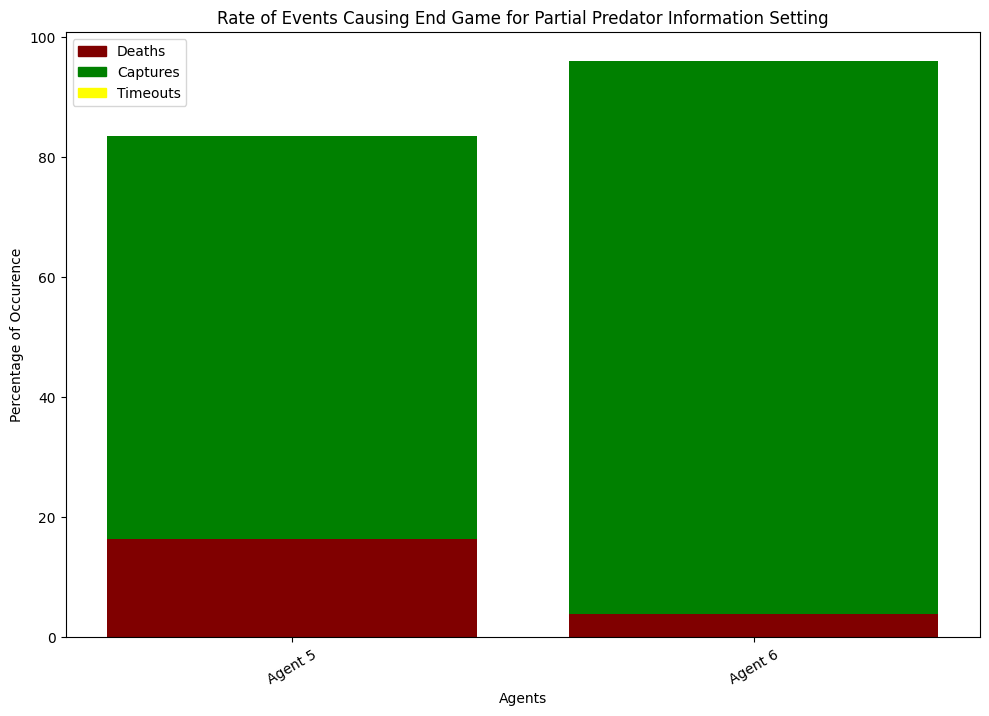 Rate of Events Causing End Game for Partial Predator Information Setting
Deaths
Captures
Timeouts
Percentage of Occurence
100
80
60
40
20
0
Agent 5
Agent 6
Agents